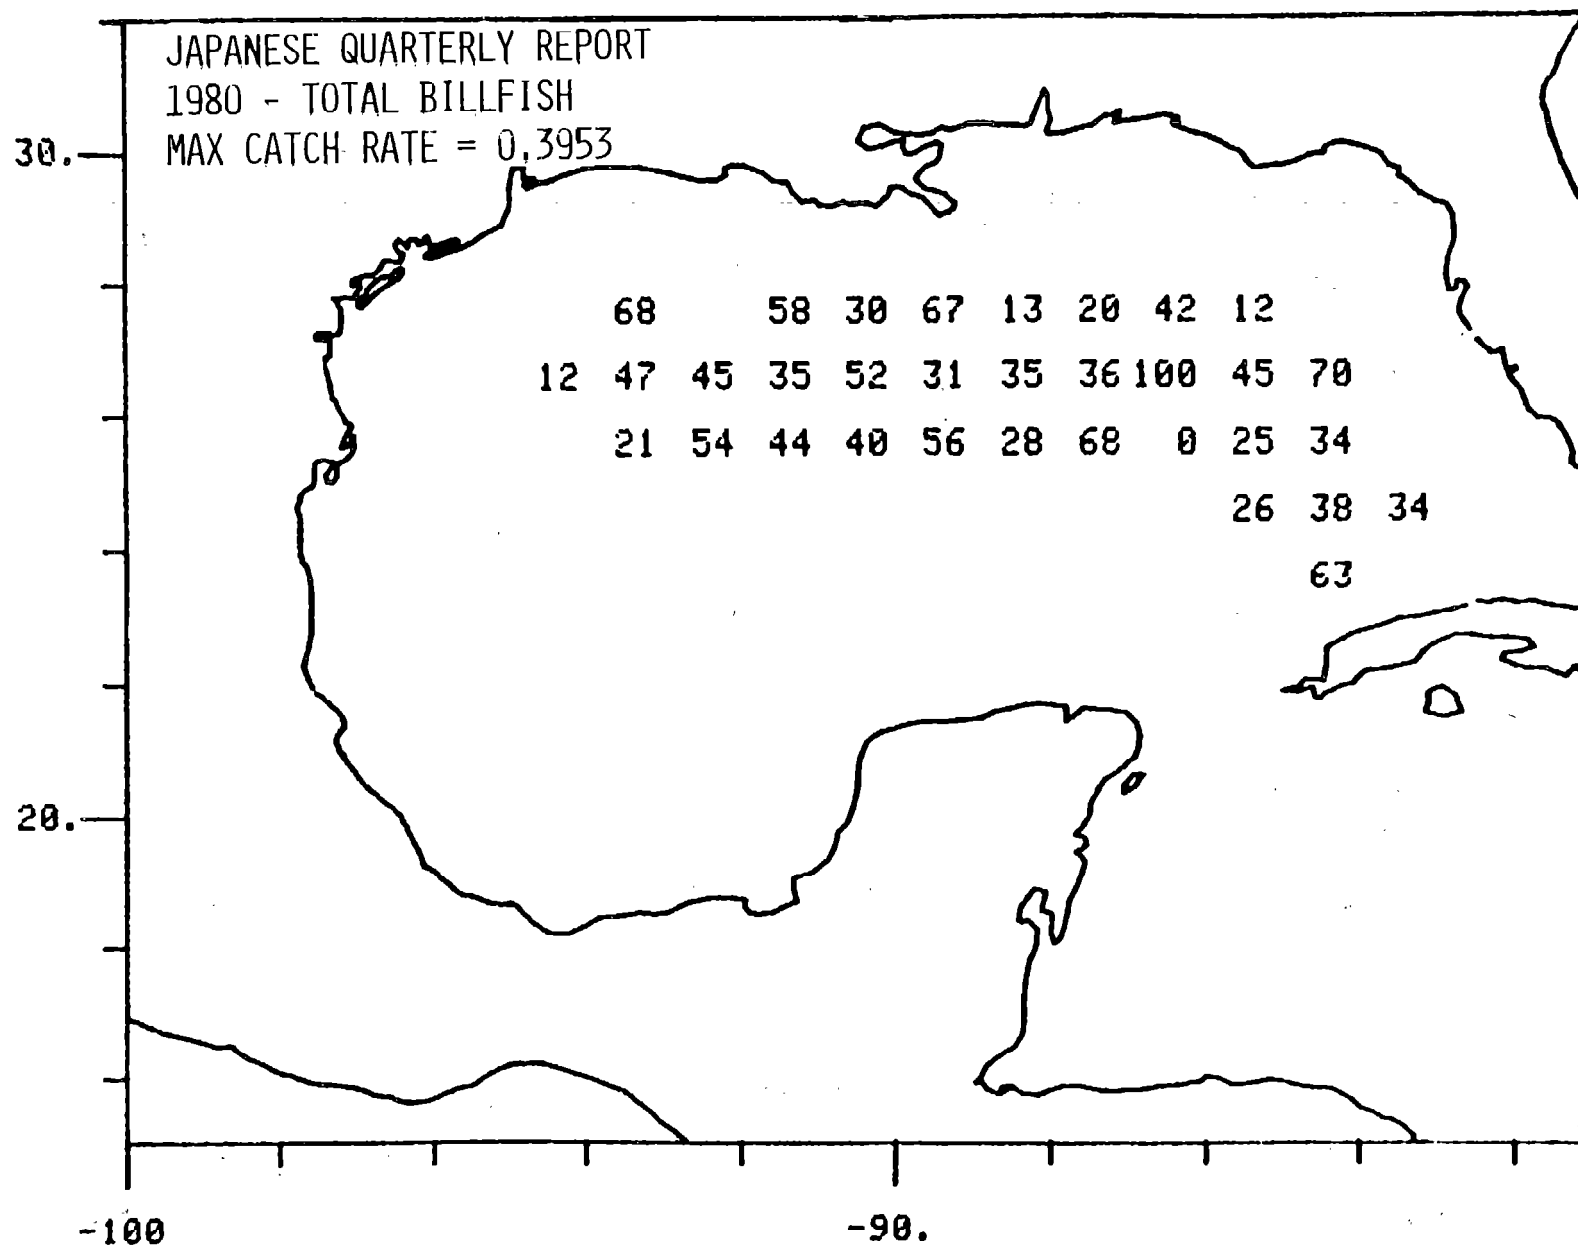 JAPANESE QUARTERLY REPORT
1980 - TOTAL BILLFISH
MAX CATCH RATE = 0.3953
30.
68 58 30 67 13 20 42 12
12 47 45 35 52 31 35 36 100 45 70
21 54 44 40 56 28 68 0 25 34
26 38 34
63
20.
-100 -90.